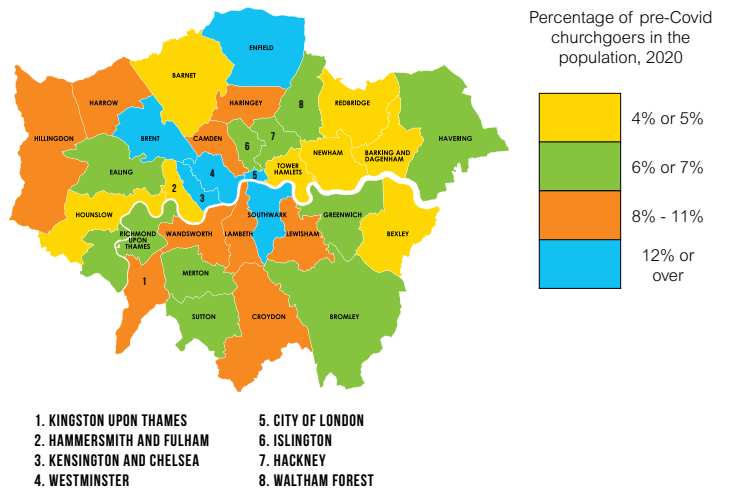 Percentage of pre-Covid
churchgoers in the
population, 2020
4% or 5%
6% or 7%
8% - 11%
12% or
over
ENFIELD
BARNET
HARROW
HARINGEY
REDBRIDGE
8
HILLINGDON
BRENT
CAMDEN
7
6
HAVERING
NEWHAM
BARKING AND
DAGENHAM
EALING
4
5
TOWER
HAMLETS
2
3
HOUNSLOW
SOUTHWARK
GREENWICH
RICHMOND
UPON
THAMES
WANDSWORTH
LAMBETH
LEWISHAM
BEXLEY
1
MERTON
SUTTON
CROYDON
BROMLEY
1. KINGSTON UPON THAMES
2. HAMMERSMITH AND FULHAM
3. KENSINGTON AND CHELSEA
4. WESTMINSTER
5. CITY OF LONDON
6. ISLINGTON
7. HACKNEY
8. WALTHAM FOREST